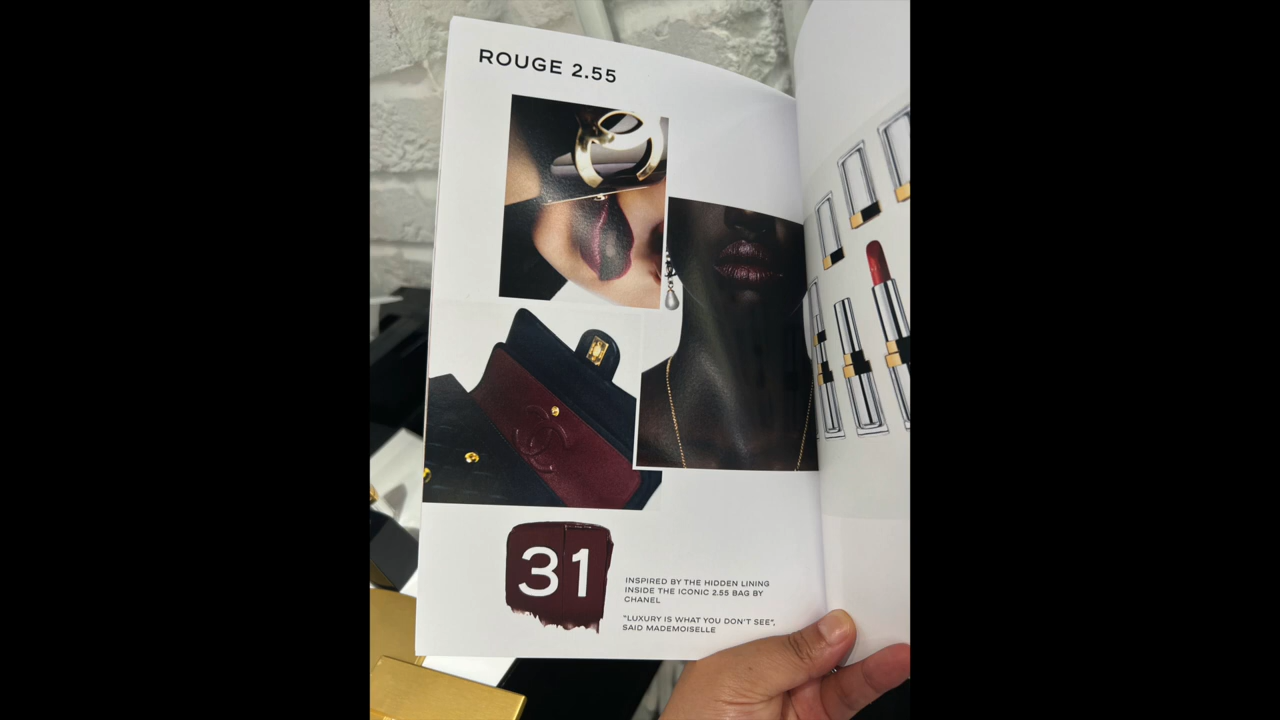 ROUGE 2.55
31
INSPIRED BY THE HIDDEN LINING
INSIDE THE ICONIC 2.55 BAG BY
CHANEL
“LUXURY IS WHAT YOU DON'T SEE”,
SAID MADEMOISELLE